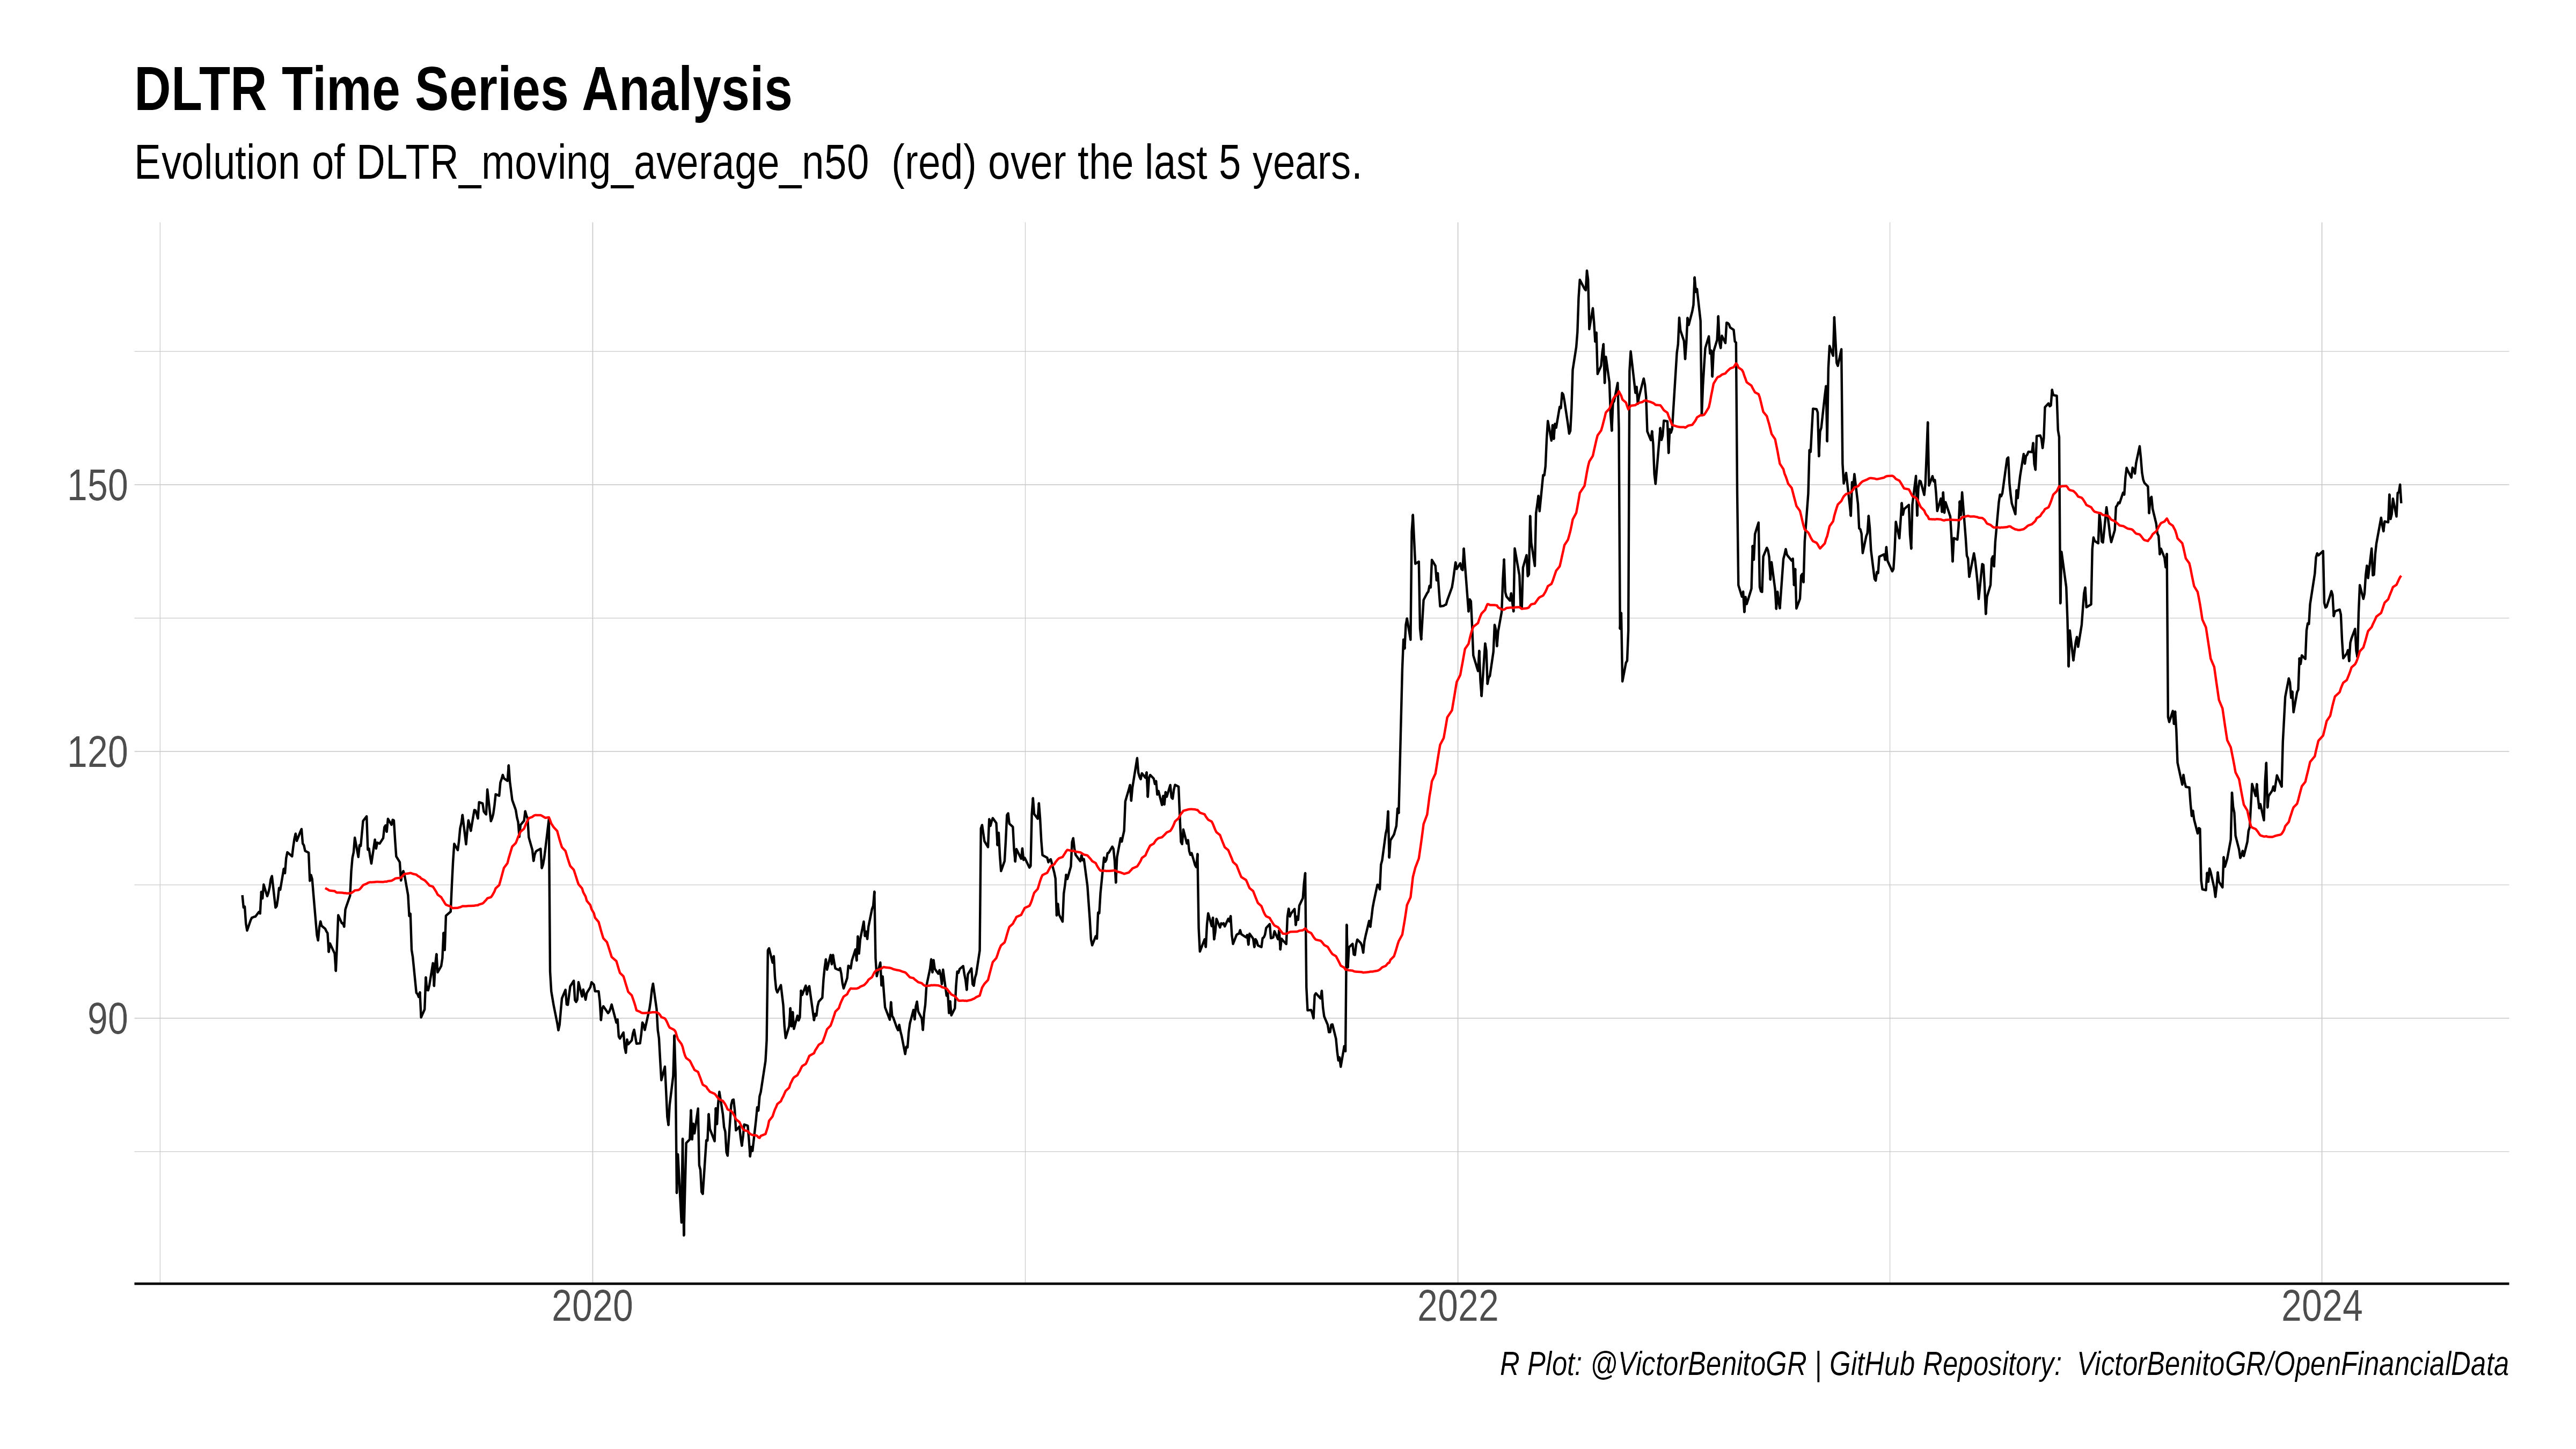 DLTR Time Series Analysis
Evolution of DLTR_moving_average_n50  (red) over the last 5 years.
150
120
90
2020 2022 2024
R Plot: @VictorBenitoGR | GitHub Repository:  VictorBenitoGR/OpenFinancialData